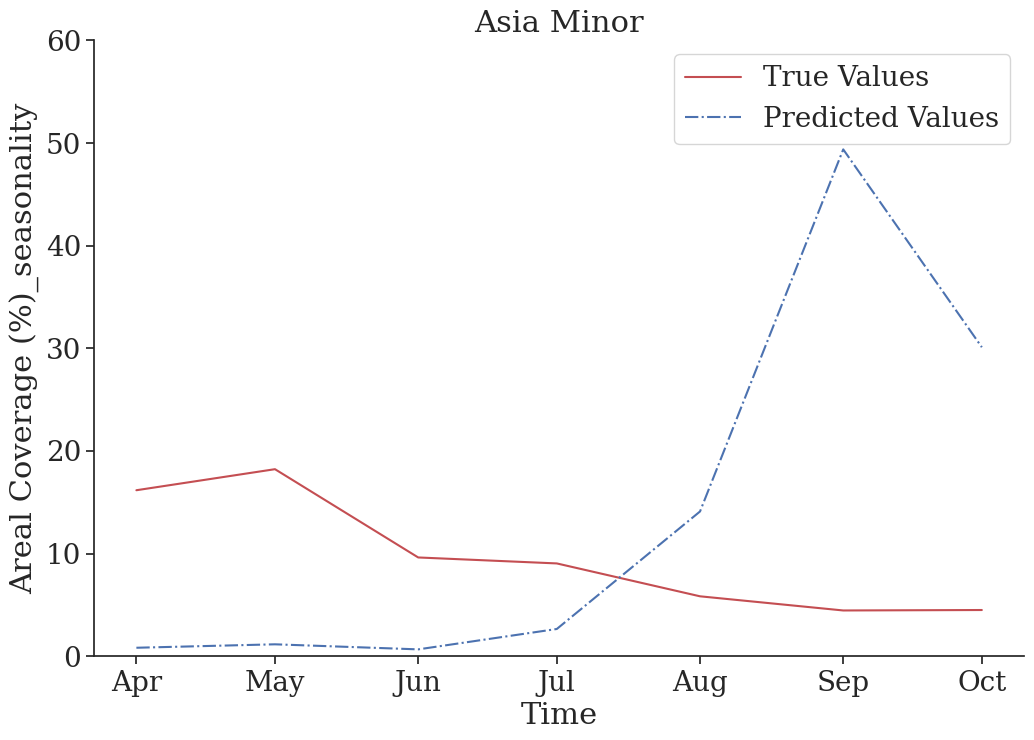 Asia Minor
True Values
Predicted Values
Areal Coverage (%)_seasonality
60
50
40
30
20
10
0
Apr May Jun Jul Aug Sep Oct
Time